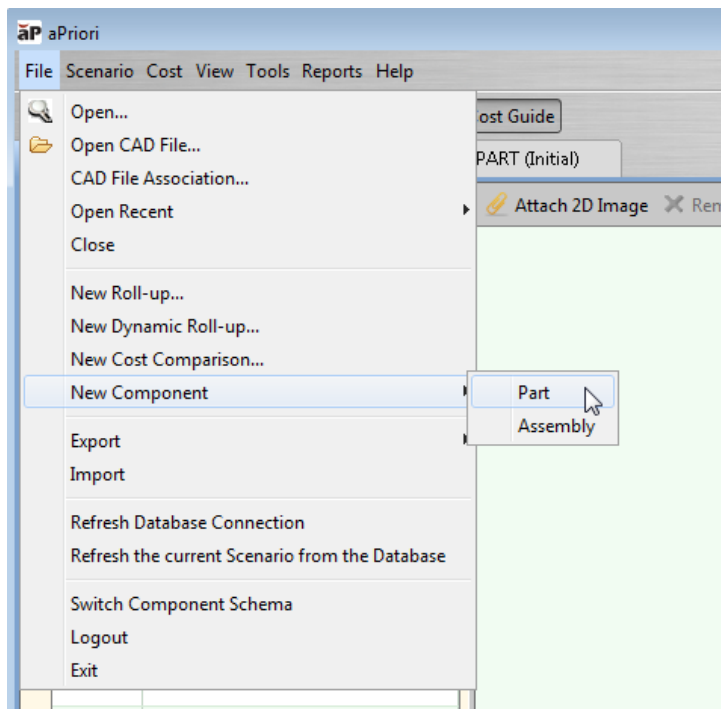 aP aPriori
File Scenario Cost View Tools Reports Help
Open...
Cost Guide
Open CAD File...
PART (Initial)
CAD File Association...
Open Recent
Attach 2D Image
Close
New Roll-up...
New Dynamic Roll-up...
New Cost Comparison...
New Component
Part
Assembly
Export
Import
Refresh Database Connection
Refresh the current Scenario from the Database
Switch Component Schema
Logout
Exit